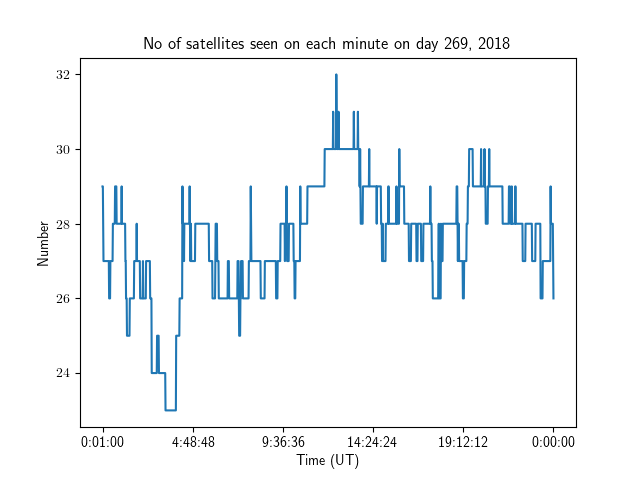 No of satellites seen on each minute on day 269, 2018
32
30
28
26
24
Number
0:01:00 4:48:48 9:36:36 14:24:24 19:12:12 0:00:00
Time (UT)